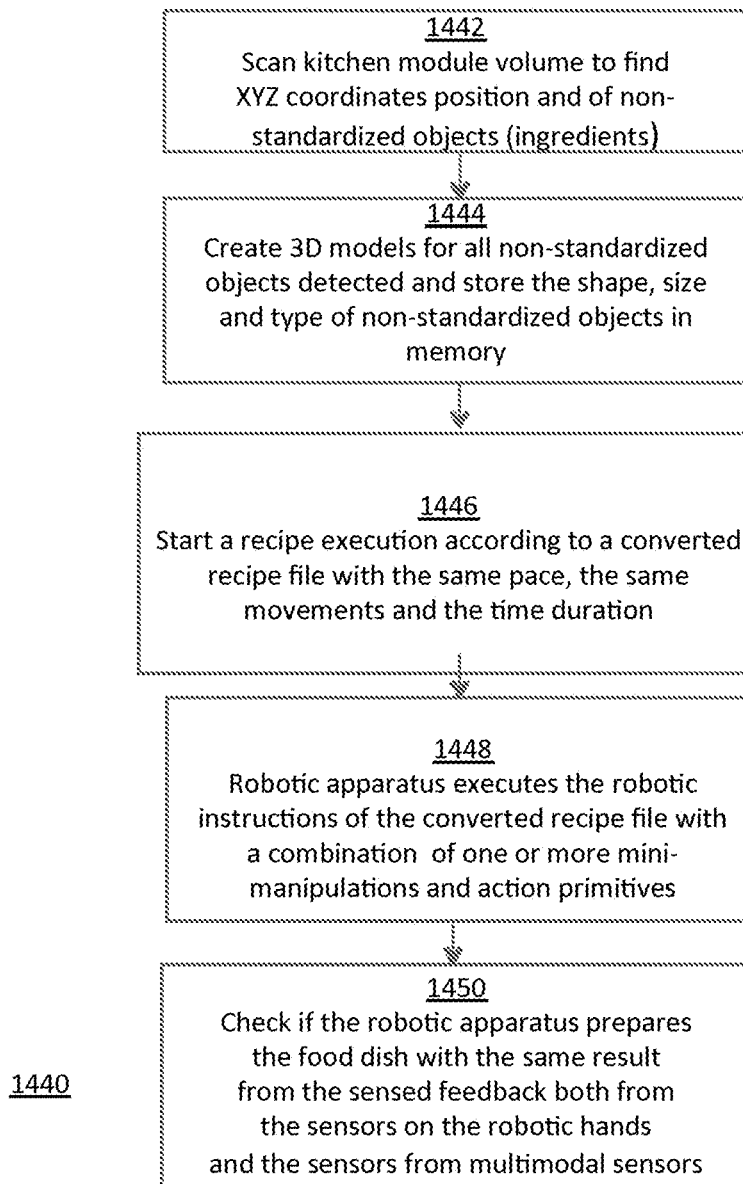 1442
Scan kitchen module volume to find
XYZ coordinates position and of non-
standardized objects (ingredients)
1444
Create 3D models for all non-standardized
objects detected and store the shape, size
and type of non-standardized objects in
memory
1446
Start a recipe execution according to a converted
recipe file with the same pace, the same
movements and the time duration
1448
Robotic apparatus executes the robotic
instructions of the converted recipe file with
a combination of one or more mini-
manipulations and action primitives
1450
Check if the robotic apparatus prepares
the food dish with the same result
from the sensed feedback both from
the sensors on the robotic hands
and the sensors from multimodal sensors
1440